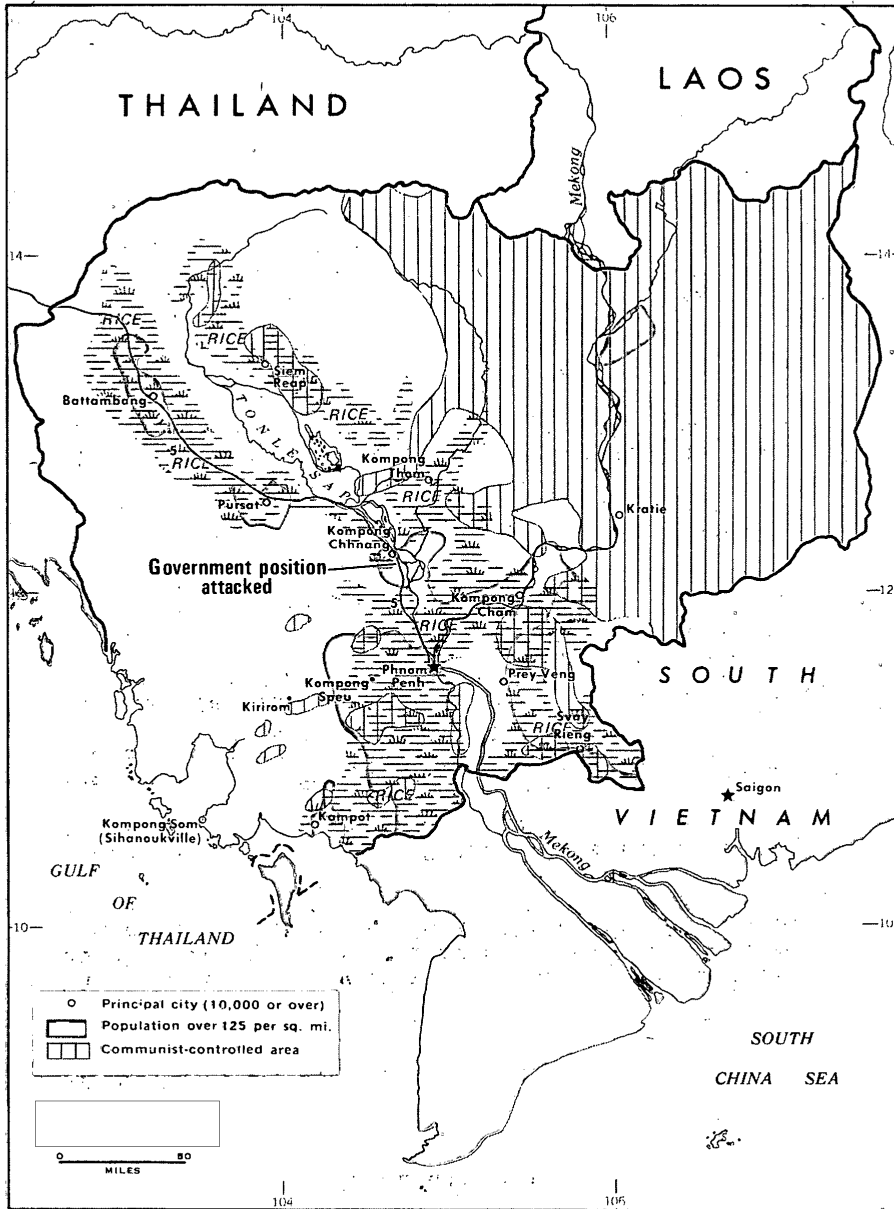 104
106
THAILAND
LAOS
Mekong
14
14
RICE
RICE
Siem
Reap
Battambang
RICE
TONLE SAP
5
RICE
Kompong
Thom
RICE
Pursat
Kratie
Kompong
Chhnang
Government position
attacked
12
12
5
Kompong
Cham
RICE
Phnom
Penh
Prey Veng
SOUTH
Kompong
Speu
Kirirom
Svay
Rieng
RICE
Saigon
RICE
Kampot
VIETNAM
Kompong Som
(Sihanoukville)
Mekong
GULF
OF
THAILAND
10
10
Principal city (10,000 or over)
Population over 125 per sq. mi.
Communist-controlled area
SOUTH
CHINA SEA
0 50
MILES
104
106